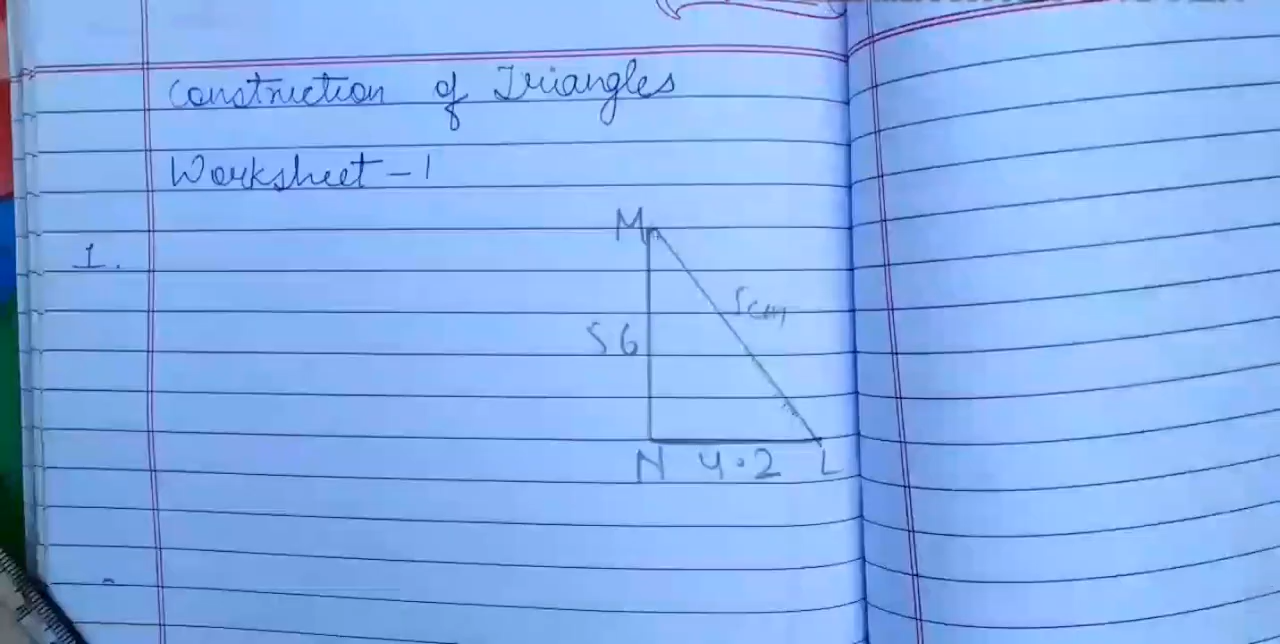 Construction of Triangles
Worksheet - 1
1.
M
5cm
56
N 4.2 L